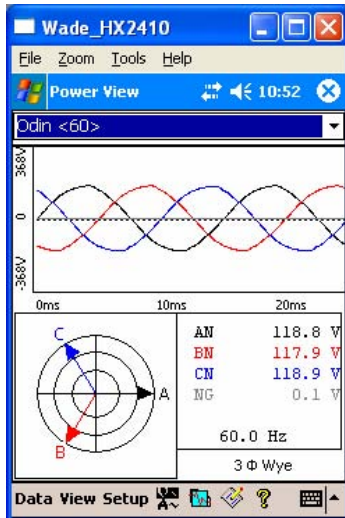 Wade_HX2410
File Zoom Tools Help
Power View 10:52
Odin <60>
368V
0
-368V
0ms 10ms 20ms
C
A
B
AN 118.8 V
BN 117.9 V
CN 118.9 V
NG 0.1 V
60.0 Hz
3 Φ Wye
Data View Setup